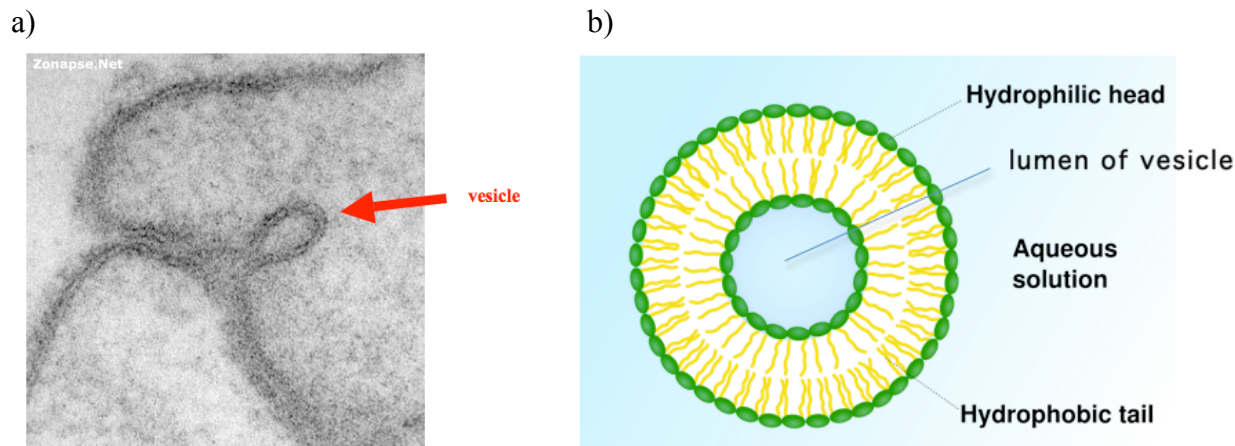 a)
b)
Zonapse.Net
vesicle
Hydrophilic head
lumen of vesicle
Aqueous
solution
Hydrophobic tail